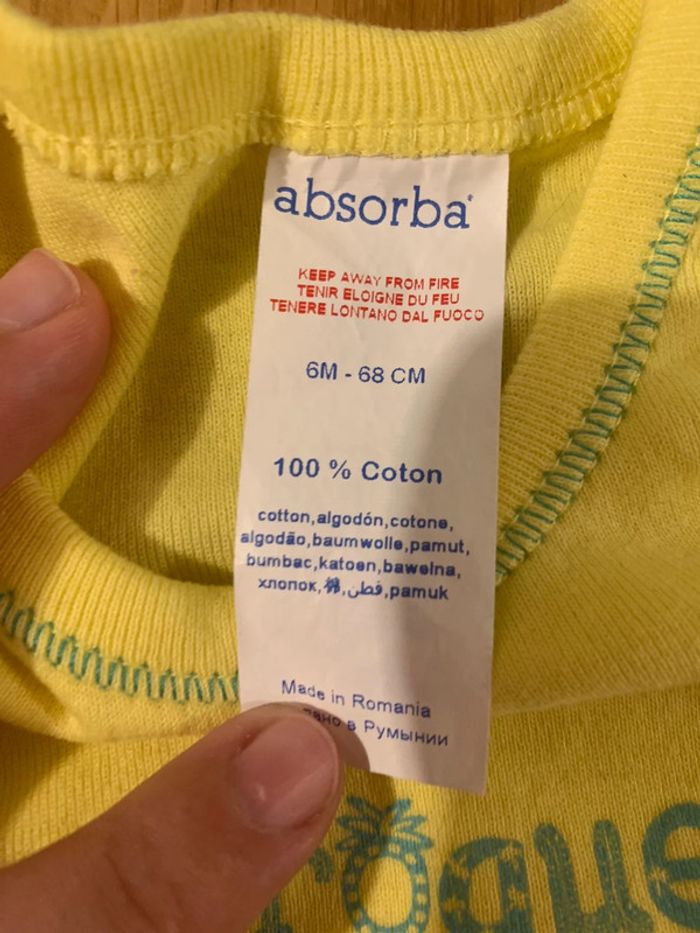 absorba
KEEP AWAY FROM FIRE
TENIR ELOIGNE DU FEU
TENERE LONTANO DAL FUOCO
6M - 68 CM
100 % Coton
cotton,algodón,cotone,
algodão,baumwolle,pamut,
bumbac,katoen,bawełna,
хлопок,棉,قطن,pamuk
Made in Romania
в Румынии